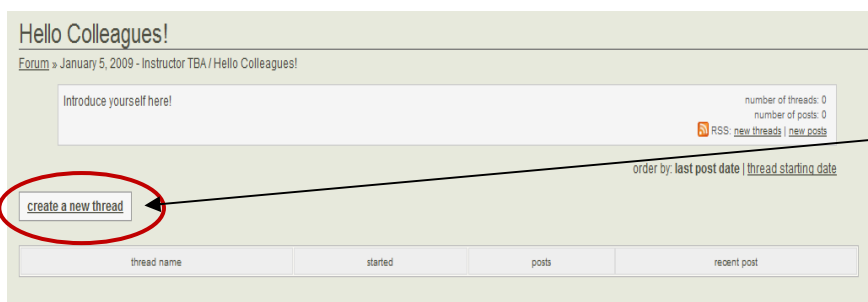 Hello Colleagues!
Forum » January 5, 2009 - Instructor TBA / Hello Colleagues!
Introduce yourself here!
number of threads: 0
number of posts: 0
RSS: new threads | new posts
order by: last post date | thread starting date
create a new thread
thread name started posts recent post